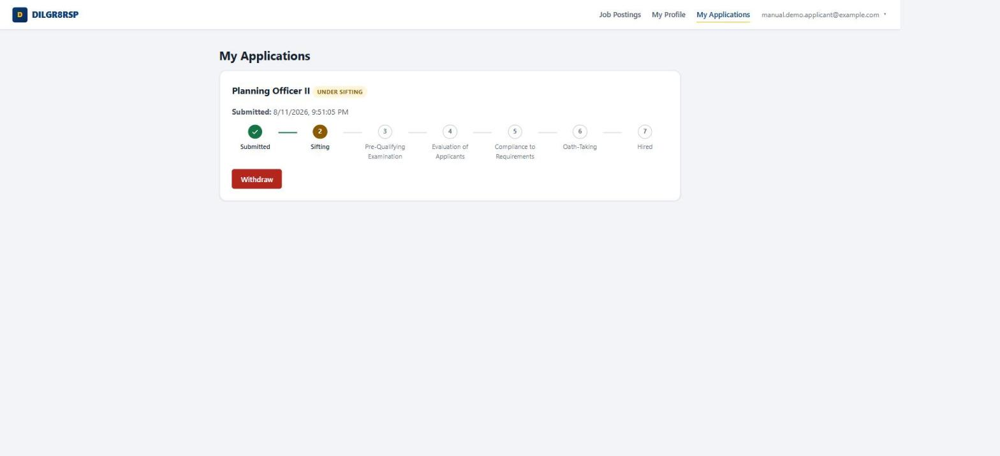 D DILGR8RSP Job Postings My Profile My Applications manual.demo.applicant@example.com
My Applications
Planning Officer II UNDER SIFTING
Submitted: 8/11/2026, 9:51:05 PM
2 3 4 5 6 7
Submitted Sifting Pre-Qualifying Evaluation of Compliance to Oath-Taking Hired
Examination Applicants Requirements
Withdraw